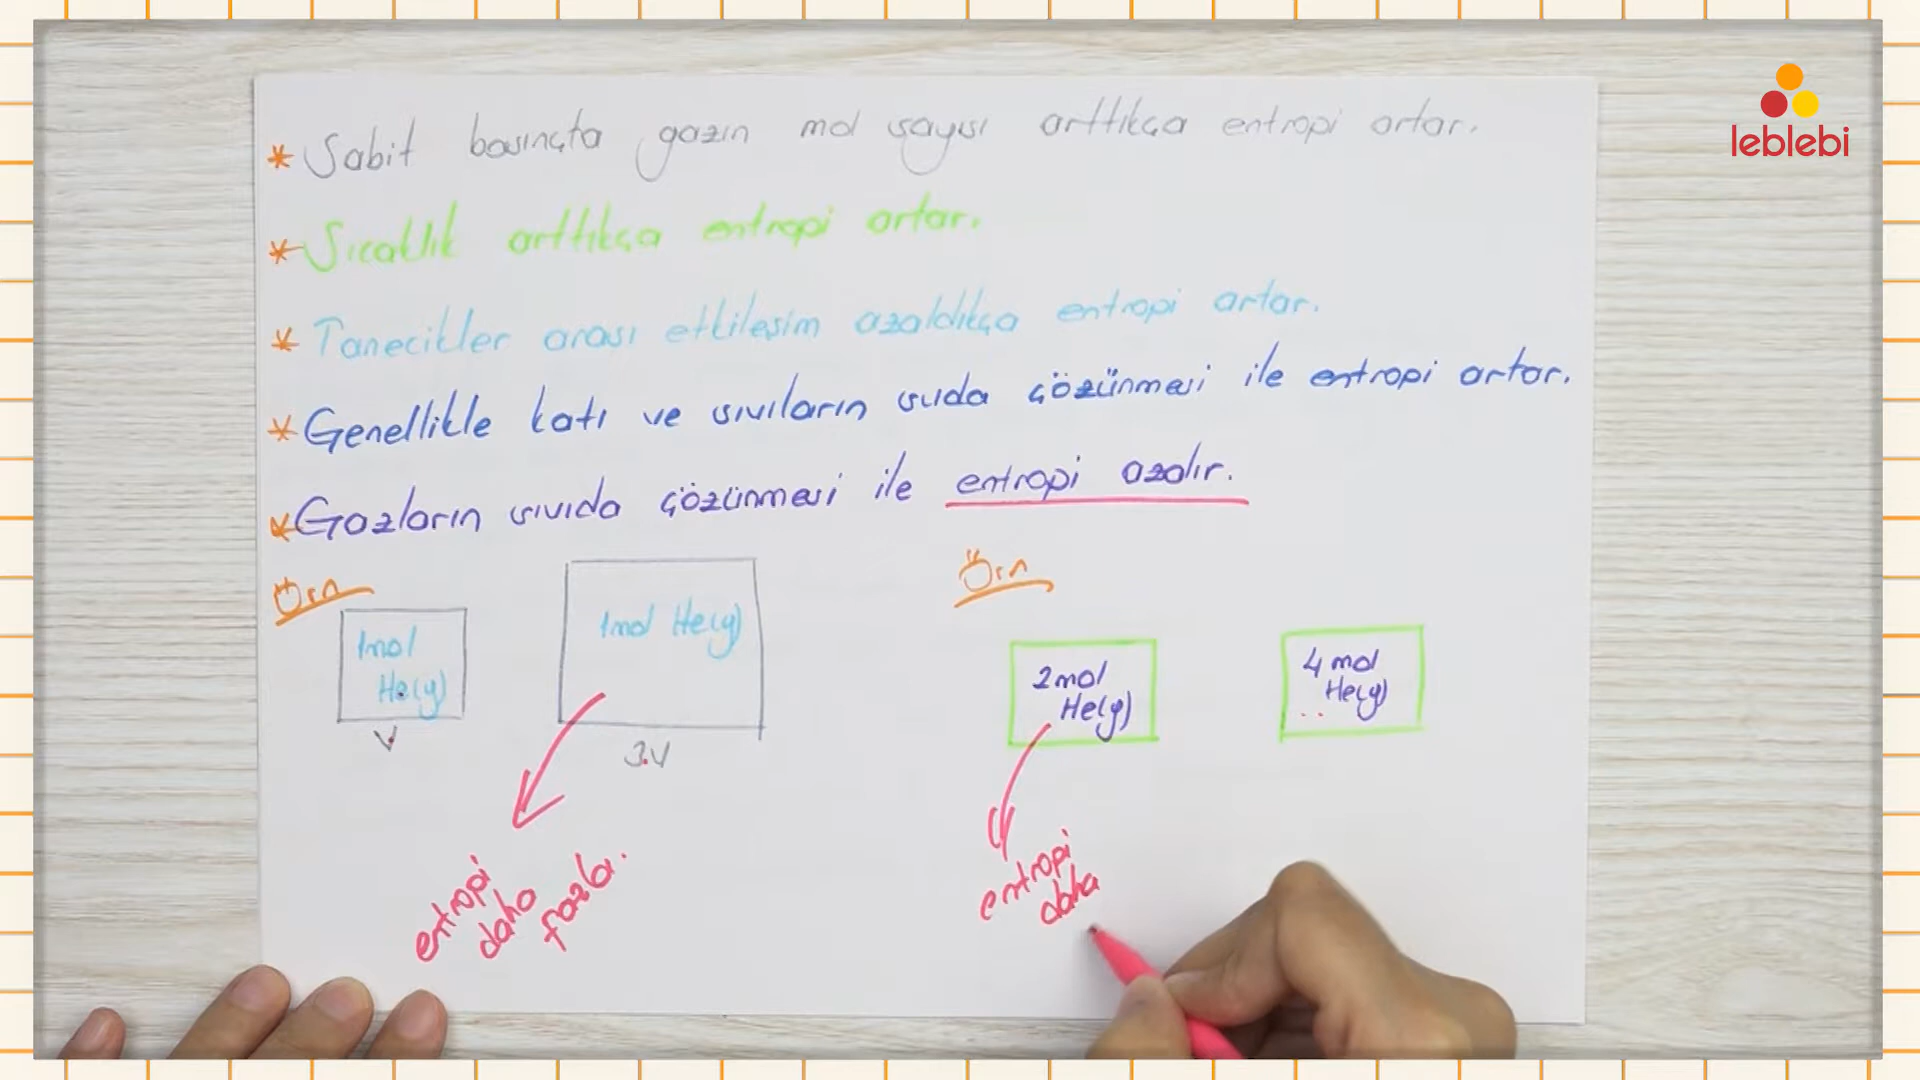 * Sabit basınçta gazın mol sayısı arttıkça entropi artar.
* Sıcaklık arttıkça entropi artar.
* Tanecikler arası etkileşim azaldıkça entropi artar.
* Genellikle katı ve sıvıların suda çözünmesi ile entropi artar.
* Gazların sıvıda çözünmesi ile entropi azalır.
Örn
1mol
He(g)
V
1mol He(g)
3.V
entropi
daha
fazla.
Örn
2mol
He(g)
4 mol
He(g)
entropi
daha
leblebi